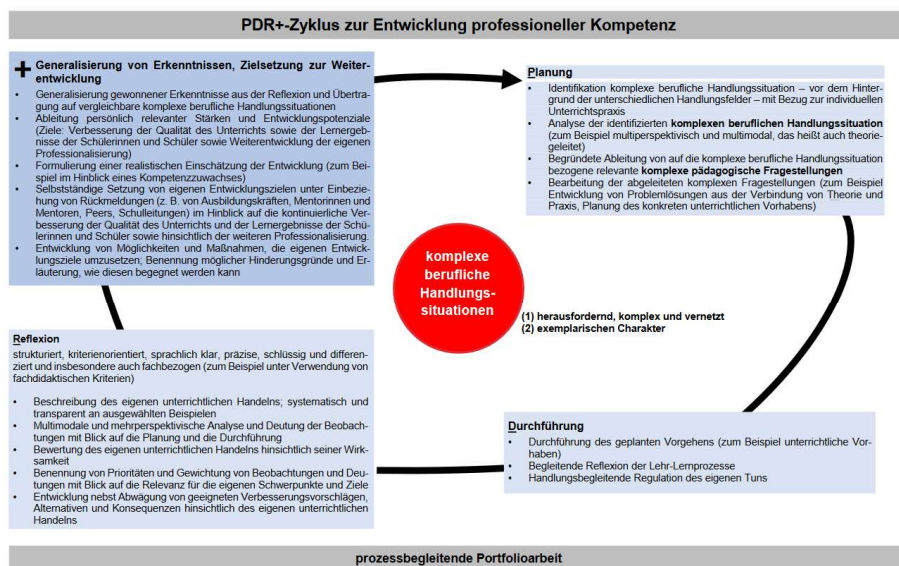 PDR+-Zyklus zur Entwicklung professioneller Kompetenz
+ Generalisierung von Erkenntnissen, Zielsetzung zur Weiter-
entwicklung
• Generalisierung gewonnener Erkenntnisse aus der Reflexion und Übertra-
gung auf vergleichbare komplexe berufliche Handlungssituationen
• Ableitung persönlich relevanter Stärken und Entwicklungspotenziale
(Ziele: Verbesserung der Qualität des Unterrichts sowie der Lernergeb-
nisse der Schülerinnen und Schüler sowie Weiterentwicklung der eigenen
Professionalisierung)
• Formulierung einer realistischen Einschätzung der Entwicklung (zum Bei-
spiel im Hinblick eines Kompetenzzuwachses)
• Selbstständige Setzung von eigenen Entwicklungszielen unter Einbezie-
hung von Rückmeldungen (z. B. von Ausbildungskräften, Mentorinnen und
Mentoren, Peers, Schulleitungen) im Hinblick auf die kontinuierliche Ver-
besserung der Qualität des Unterrichts und der Lernergebnisse der Schü-
lerinnen und Schüler sowie hinsichtlich der weiteren Professionalisierung.
• Entwicklung von Möglichkeiten und Maßnahmen, die eigenen Entwick-
lungsziele umzusetzen; Benennung möglicher Hinderungsgründe und Er-
läuterung, wie diesen begegnet werden kann
Planung
• Identifikation komplexe berufliche Handlungssituation – vor dem Hinter-
grund der unterschiedlichen Handlungsfelder – mit Bezug zur individuellen
Unterrichtspraxis
• Analyse der identifizierten komplexen beruflichen Handlungssituation
(zum Beispiel multiperspektivisch und multimodal, das heißt auch theorie-
geleitet)
• Begründete Ableitung von auf die komplexe berufliche Handlungssituation
bezogene relevante komplexe pädagogische Fragestellungen
• Bearbeitung der abgeleiteten komplexen Fragestellungen (zum Beispiel
Entwicklung von Problemlösungen aus der Verbindung von Theorie und
Praxis, Planung des konkreten unterrichtlichen Vorhabens)
komplexe
berufliche
Handlungs-
situationen
(1) herausfordernd, komplex und vernetzt
(2) exemplarischen Charakter
Reflexion
strukturiert, kriterienorientiert, sprachlich klar, präzise, schlüssig und differen-
ziert und insbesondere auch fachbezogen (zum Beispiel unter Verwendung von
fachdidaktischen Kriterien)
• Beschreibung des eigenen unterrichtlichen Handelns; systematisch und
transparent an ausgewählten Beispielen
• Multimodale und mehrperspektivische Analyse und Deutung der Beobach-
tungen mit Blick auf die Planung und die Durchführung
• Bewertung des eigenen unterrichtlichen Handelns hinsichtlich seiner Wirk-
samkeit
• Benennung von Prioritäten und Gewichtung von Beobachtungen und Deu-
tungen mit Blick auf die Relevanz für die eigenen Schwerpunkte und Ziele
• Entwicklung nebst Abwägung von geeigneten Verbesserungsvorschlägen,
Alternativen und Konsequenzen hinsichtlich des eigenen unterrichtlichen
Handelns
Durchführung
• Durchführung des geplanten Vorgehens (zum Beispiel unterrichtliche Vor-
haben)
• Begleitende Reflexion der Lehr-Lernprozesse
• Handlungsbegleitende Regulation des eigenen Tuns
prozessbegleitende Portfolioarbeit